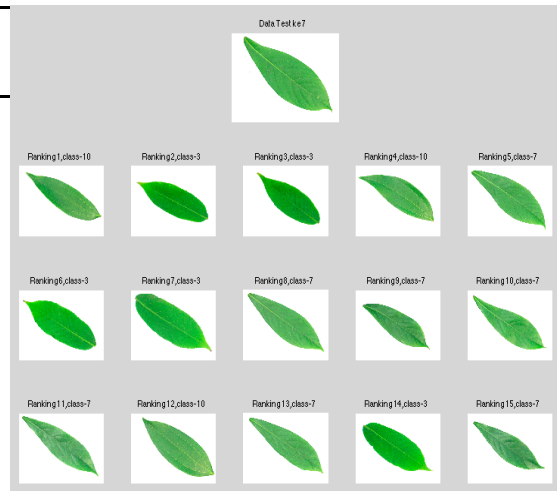 Data Test ke 7
Ranking1,class-10
Ranking2,class-3
Ranking3,class-3
Ranking4,class-10
Ranking5,class-7
Ranking6,class-3
Ranking7,class-3
Ranking8,class-7
Ranking9,class-7
Ranking10,class-7
Ranking11,class-7
Ranking12,class-10
Ranking13,class-7
Ranking14,class-3
Ranking15,class-7